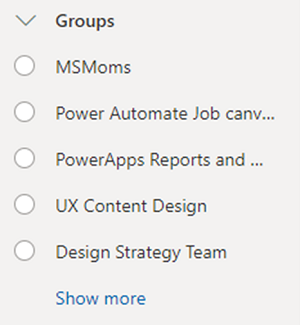 Groups
MSMoms
Power Automate Job canv...
PowerApps Reports and ...
UX Content Design
Design Strategy Team
Show more